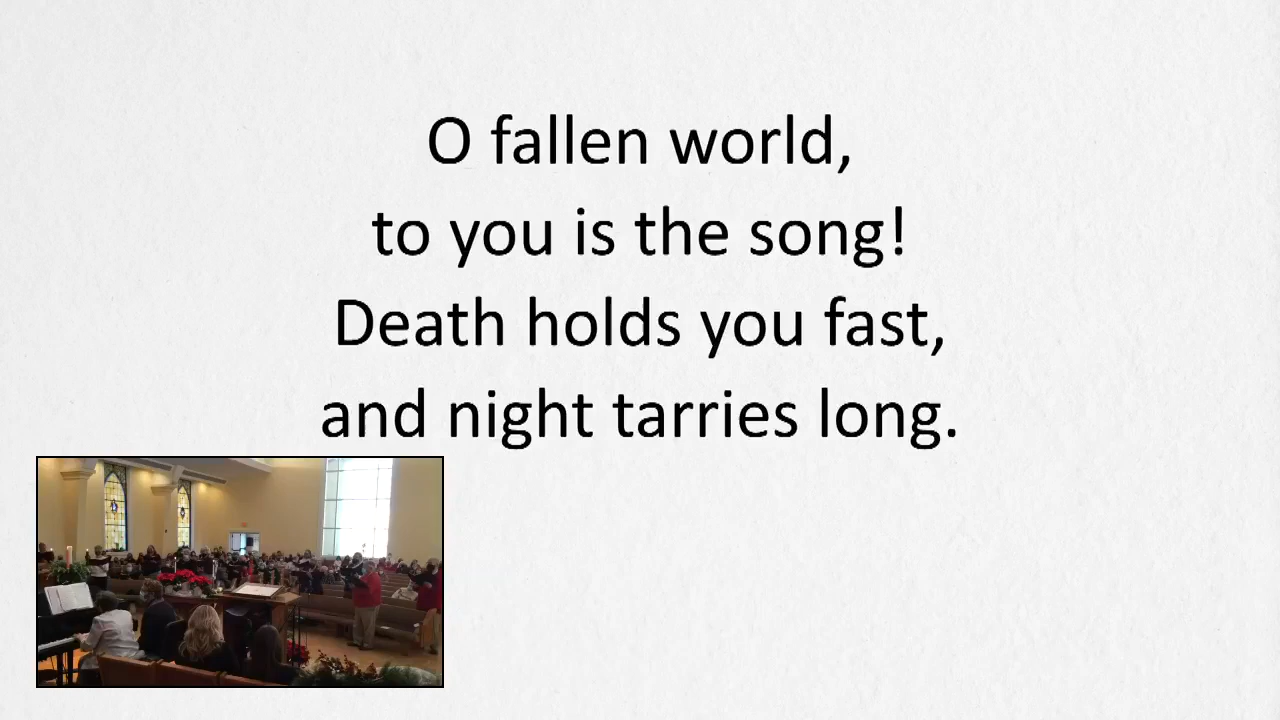 O fallen world,
to you is the song!
Death holds you fast,
and night tarries long.